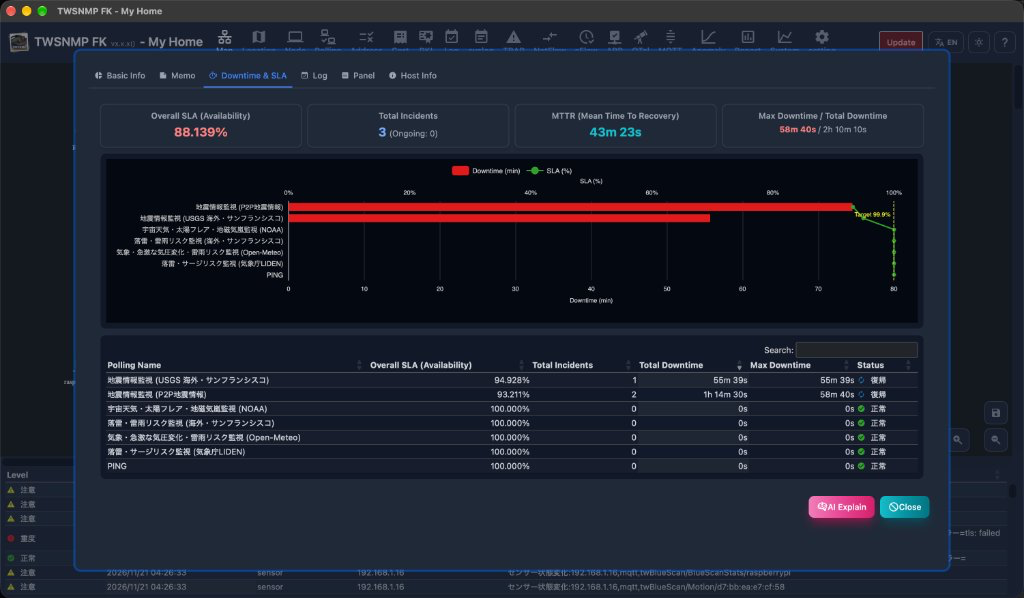 TWSNMP FK - My Home
TWSNMP FK vx.x.x() - My Home
Update
EN
?
Basic Info Memo Downtime & SLA Log Panel Host Info
Overall SLA (Availability)
88.139%
Total Incidents
3 (Ongoing: 0)
MTTR (Mean Time To Recovery)
43m 23s
Max Downtime / Total Downtime
58m 40s / 2h 10m 10s
Downtime (min) SLA (%)
SLA (%)
0% 20% 40% 60% 80% 100%
地震情報監視 (P2P地震情報)
Target 99.9%
地震情報監視 (USGS 海外・サンフランシスコ)
宇宙天気・太陽フレア・地磁気嵐監視 (NOAA)
落雷・雷雨リスク監視 (海外・サンフランシスコ)
気象・急激な気圧変化・雷雨リスク監視 (Open-Meteo)
落雷・サージリスク監視 (気象庁LIDEN)
PING
0 10 20 30 40 50 60 70 80
Downtime (min)
Search:
Polling Name Overall SLA (Availability) Total Incidents Total Downtime Max Downtime Status
地震情報監視 (USGS 海外・サンフランシスコ) 94.928% 1 55m 39s 55m 39s 復帰
地震情報監視 (P2P地震情報) 93.211% 2 1h 14m 30s 58m 40s 復帰
宇宙天気・太陽フレア・地磁気嵐監視 (NOAA) 100.000% 0 0s 0s 正常
落雷・雷雨リスク監視 (海外・サンフランシスコ) 100.000% 0 0s 0s 正常
気象・急激な気圧変化・雷雨リスク監視 (Open-Meteo) 100.000% 0 0s 0s 正常
落雷・サージリスク監視 (気象庁LIDEN) 100.000% 0 0s 0s 正常
PING 100.000% 0 0s 0s 正常
AI Explain Close
Level
注意
注意
注意
重度 =tls: failed
正常
注意 2026/11/21 04:26:33 sensor 192.168.1.16 センサー状態変化:192.168.1.16,mqtt,twBlueScan/BlueScanStats/raspberrypi
注意 2026/11/21 04:26:33 sensor 192.168.1.16 センサー状態変化:192.168.1.16,mqtt,twBlueScan/Motion/d7:bb:ea:e7:cf:58